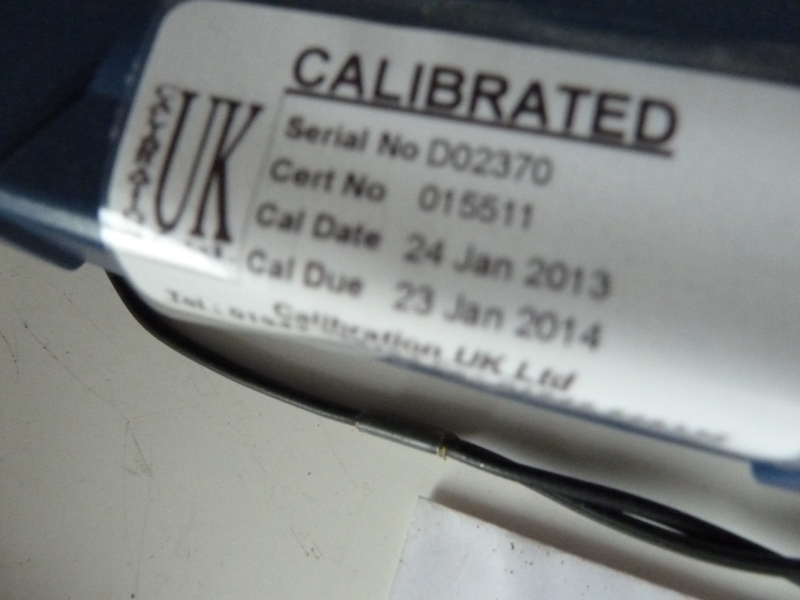 CALIBRATED
UK
Serial No D02370
Cert No 015511
Cal Date 24 Jan 2013
Cal Due 23 Jan 2014
Calibration UK Ltd
Tel: